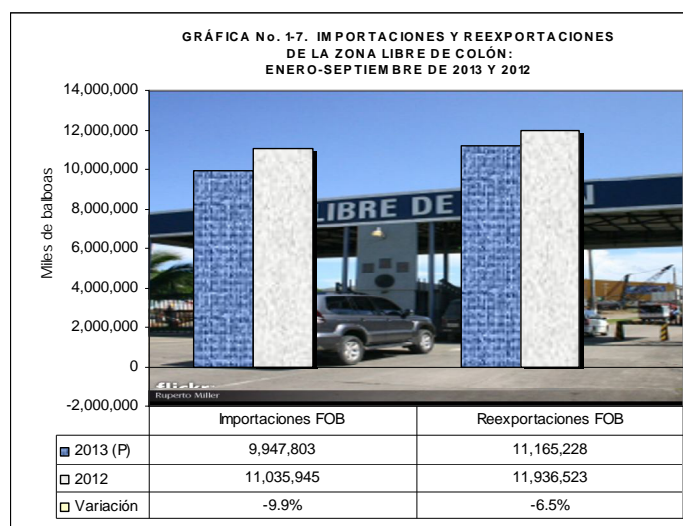 GRÁFICA No. 1-7. IMPORTACIONES Y REEXPORTACIONES
DE LA ZONA LIBRE DE COLÓN:
ENERO-SEPTIEMBRE DE 2013 Y 2012
Miles de balboas
14,000,000
12,000,000
10,000,000
8,000,000
6,000,000
4,000,000
2,000,000
0
-2,000,000
LIBRE DE
N
flickr
Ruperto Miller
Importaciones FOB Reexportaciones FOB
2013 (P) 9,947,803 11,165,228
2012 11,035,945 11,936,523
Variación -9.9% -6.5%